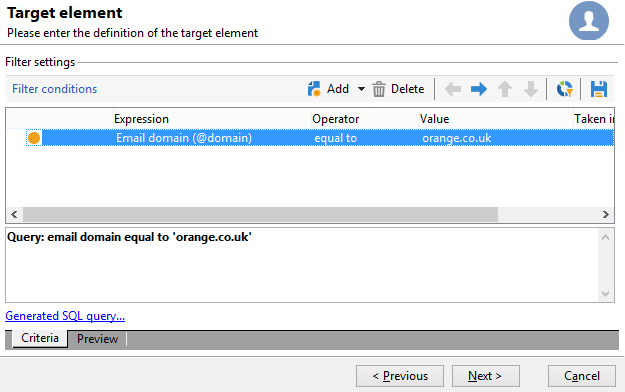 Target element
Please enter the definition of the target element
Filter settings
Filter conditions Add Delete
Expression Operator Value Taken in
Email domain (@domain) equal to orange.co.uk
Query: email domain equal to 'orange.co.uk'
Generated SQL query...
Criteria Preview
< Previous Next > Cancel